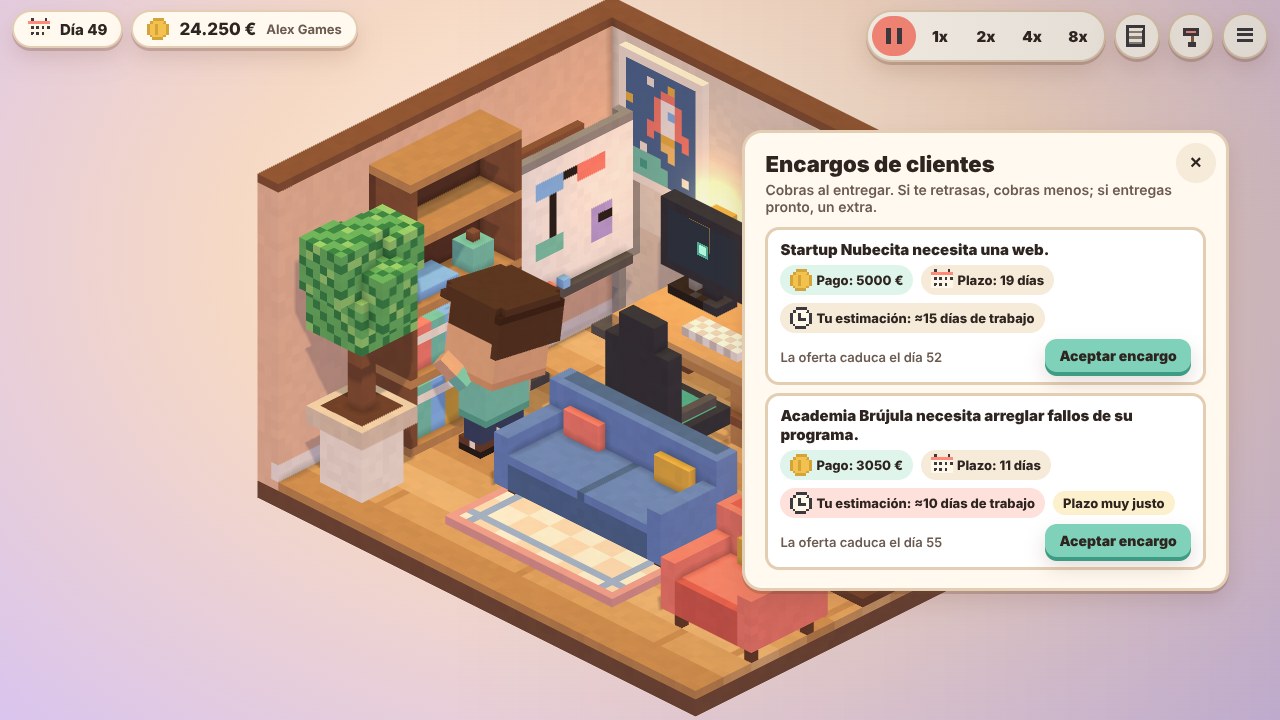 Día 49
24.250 € Alex Games
1x 2x 4x 8x
Encargos de clientes
Cobras al entregar. Si te retrasas, cobras menos; si entregas
pronto, un extra.
Startup Nubecita necesita una web.
Pago: 5000 € Plazo: 19 días
Tu estimación: ≈15 días de trabajo
La oferta caduca el día 52 Aceptar encargo
Academia Brújula necesita arreglar fallos de su
programa.
Pago: 3050 € Plazo: 11 días
Tu estimación: ≈10 días de trabajo Plazo muy justo
La oferta caduca el día 55 Aceptar encargo